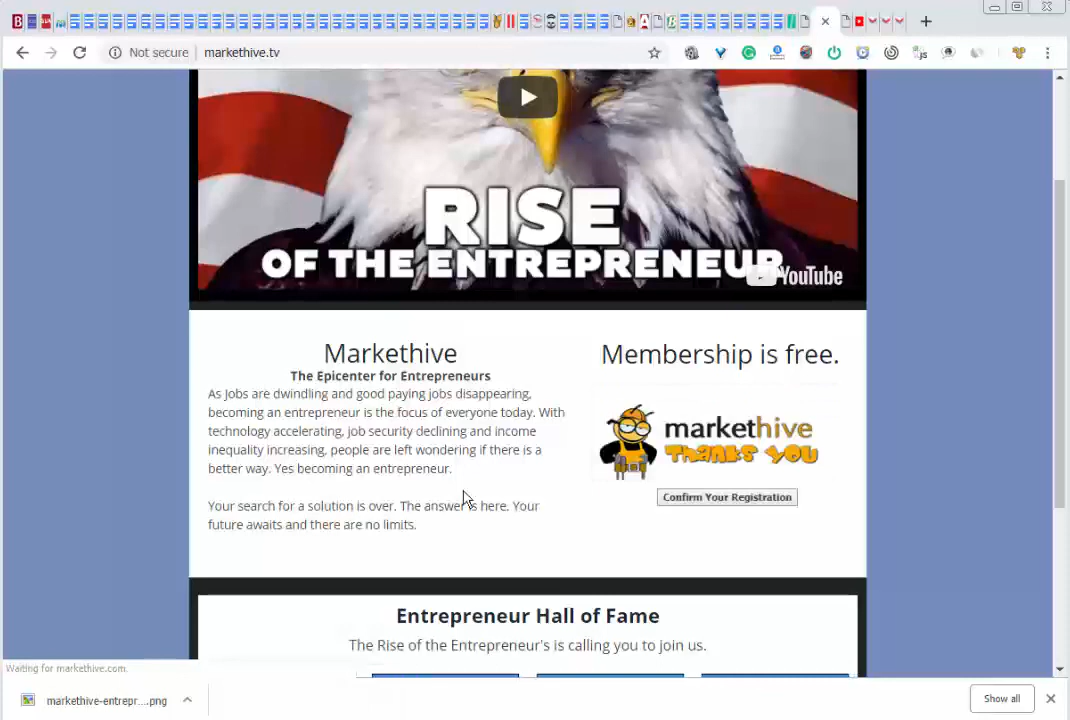 Not secure
markethive.tv
RISE
OF THE ENTREPRENEUR
YouTube
Markethive
The Epicenter for Entrepreneurs
As Jobs are dwindling and good paying jobs disappearing,
becoming an entrepreneur is the focus of everyone today. With
technology accelerating, job security declining and income
inequality increasing, people are left wondering if there is a
better way. Yes becoming an entrepreneur.
Your search for a solution is over. The answer is here. Your
future awaits and there are no limits.
Membership is free.
markethive
THANKS YOU
Confirm Your Registration
Entrepreneur Hall of Fame
The Rise of the Entrepreneur's is calling you to join us.
Waiting for markethive.com.
markethive-entrepr....png
Show all